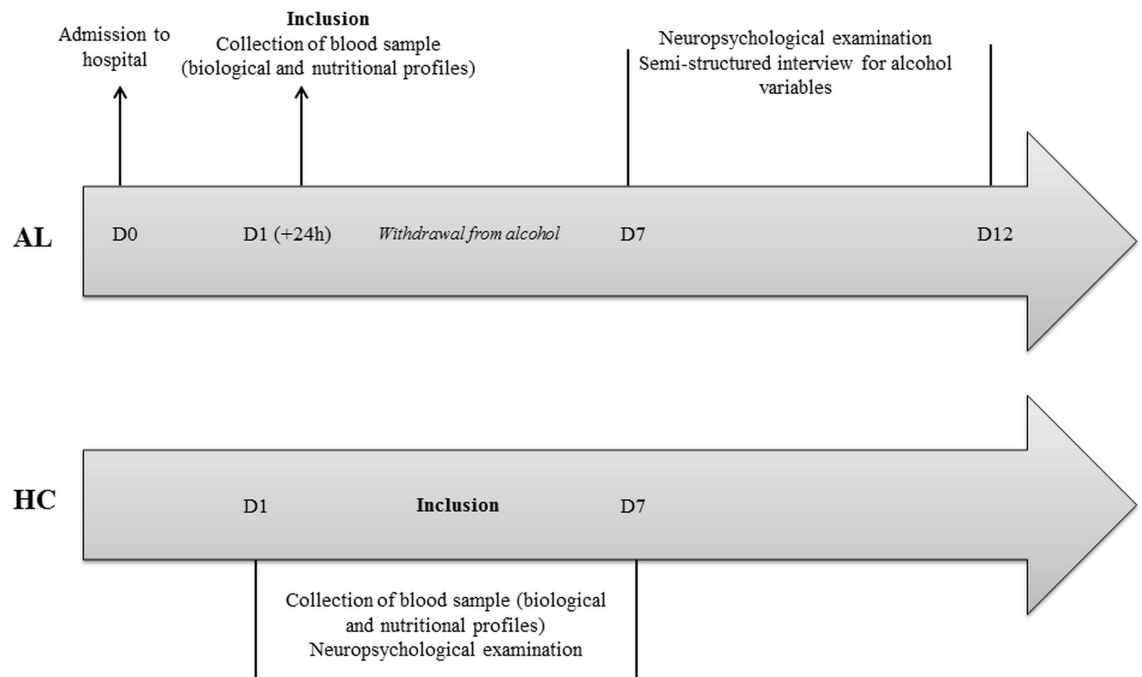 Admission to
hospital
Inclusion
Collection of blood sample
(biological and nutritional profiles)
Neuropsychological examination
Semi-structured interview for alcohol
variables
AL
D0
D1 (+24h)
Withdrawal from alcohol
D7
D12
HC
D1
Inclusion
D7
Collection of blood sample (biological
and nutritional profiles)
Neuropsychological examination